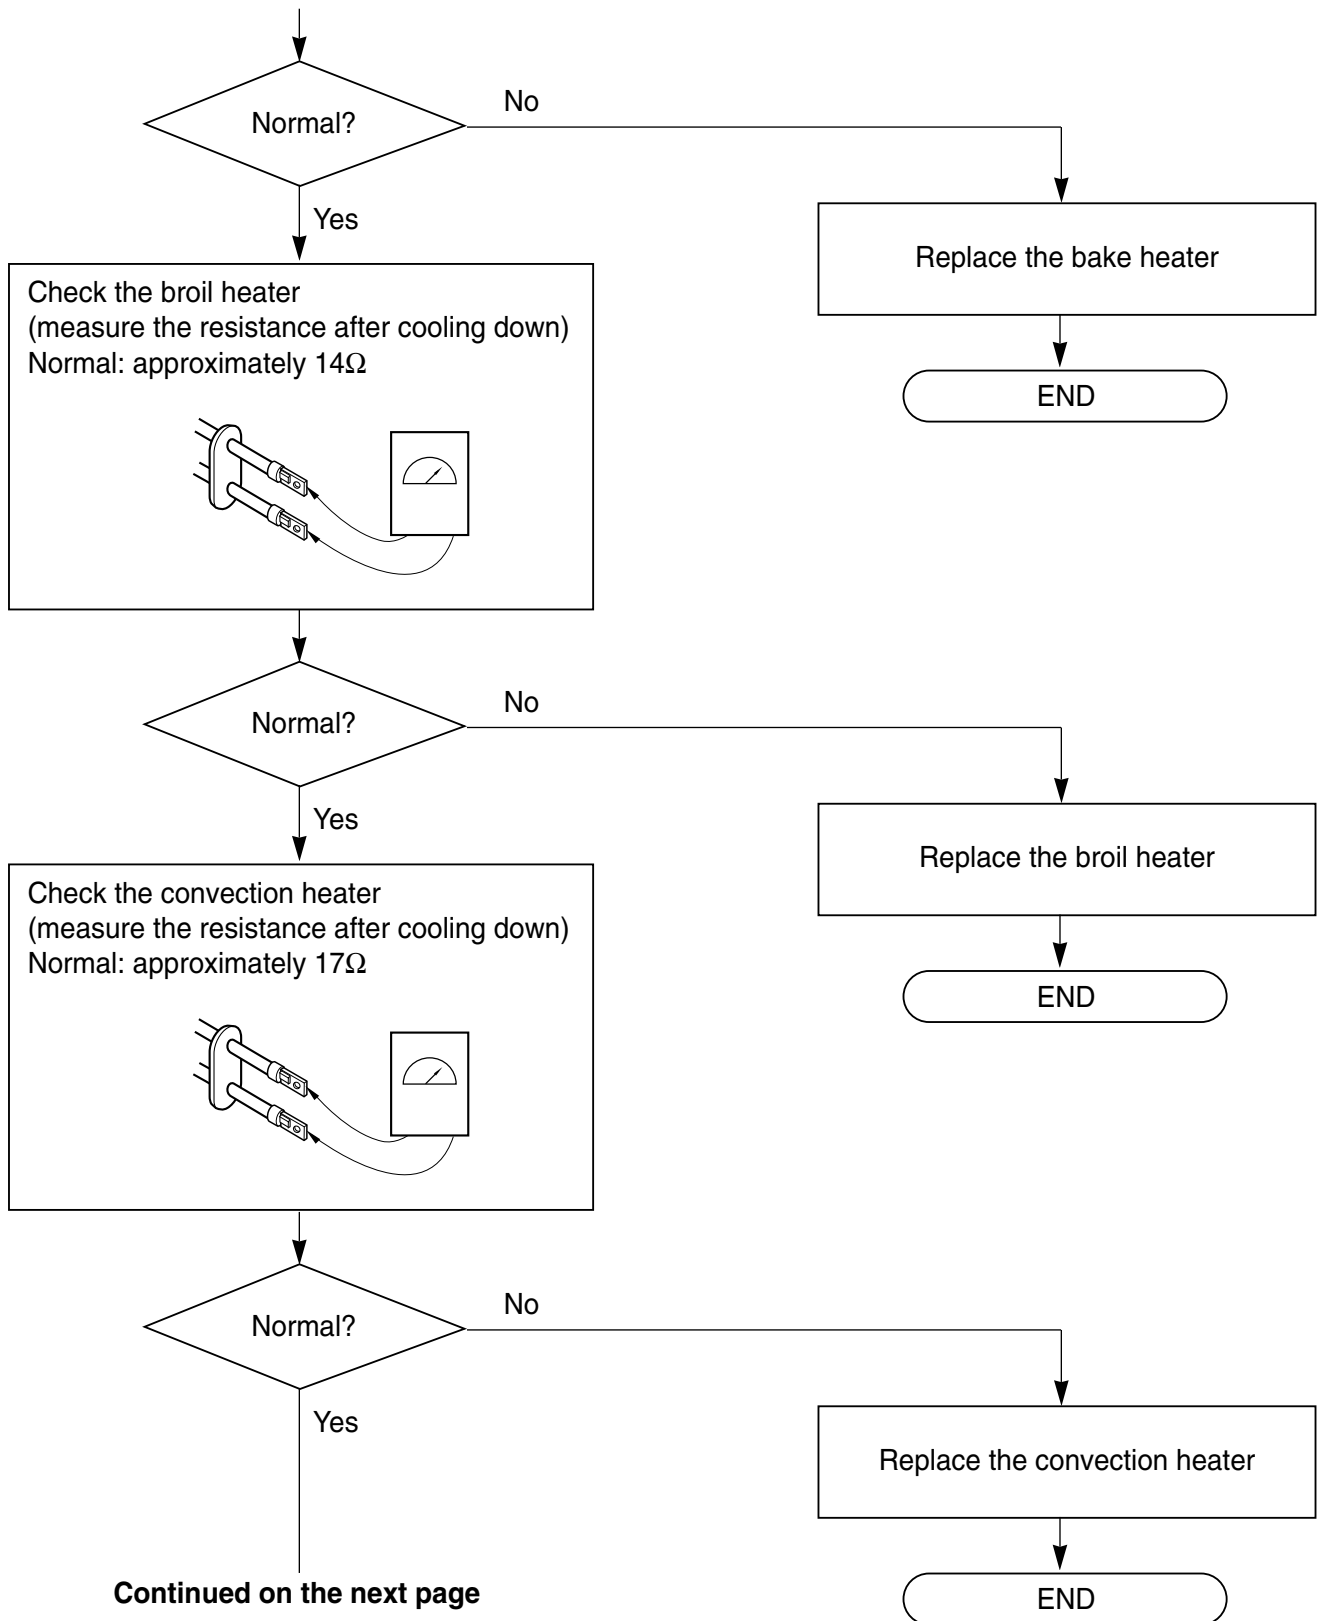 Normal?
No
Yes
Replace the bake heater
END
Check the broil heater
(measure the resistance after cooling down)
Normal: approximately 14Ω
Normal?
No
Yes
Replace the broil heater
END
Check the convection heater
(measure the resistance after cooling down)
Normal: approximately 17Ω
Normal?
No
Yes
Replace the convection heater
END
Continued on the next page